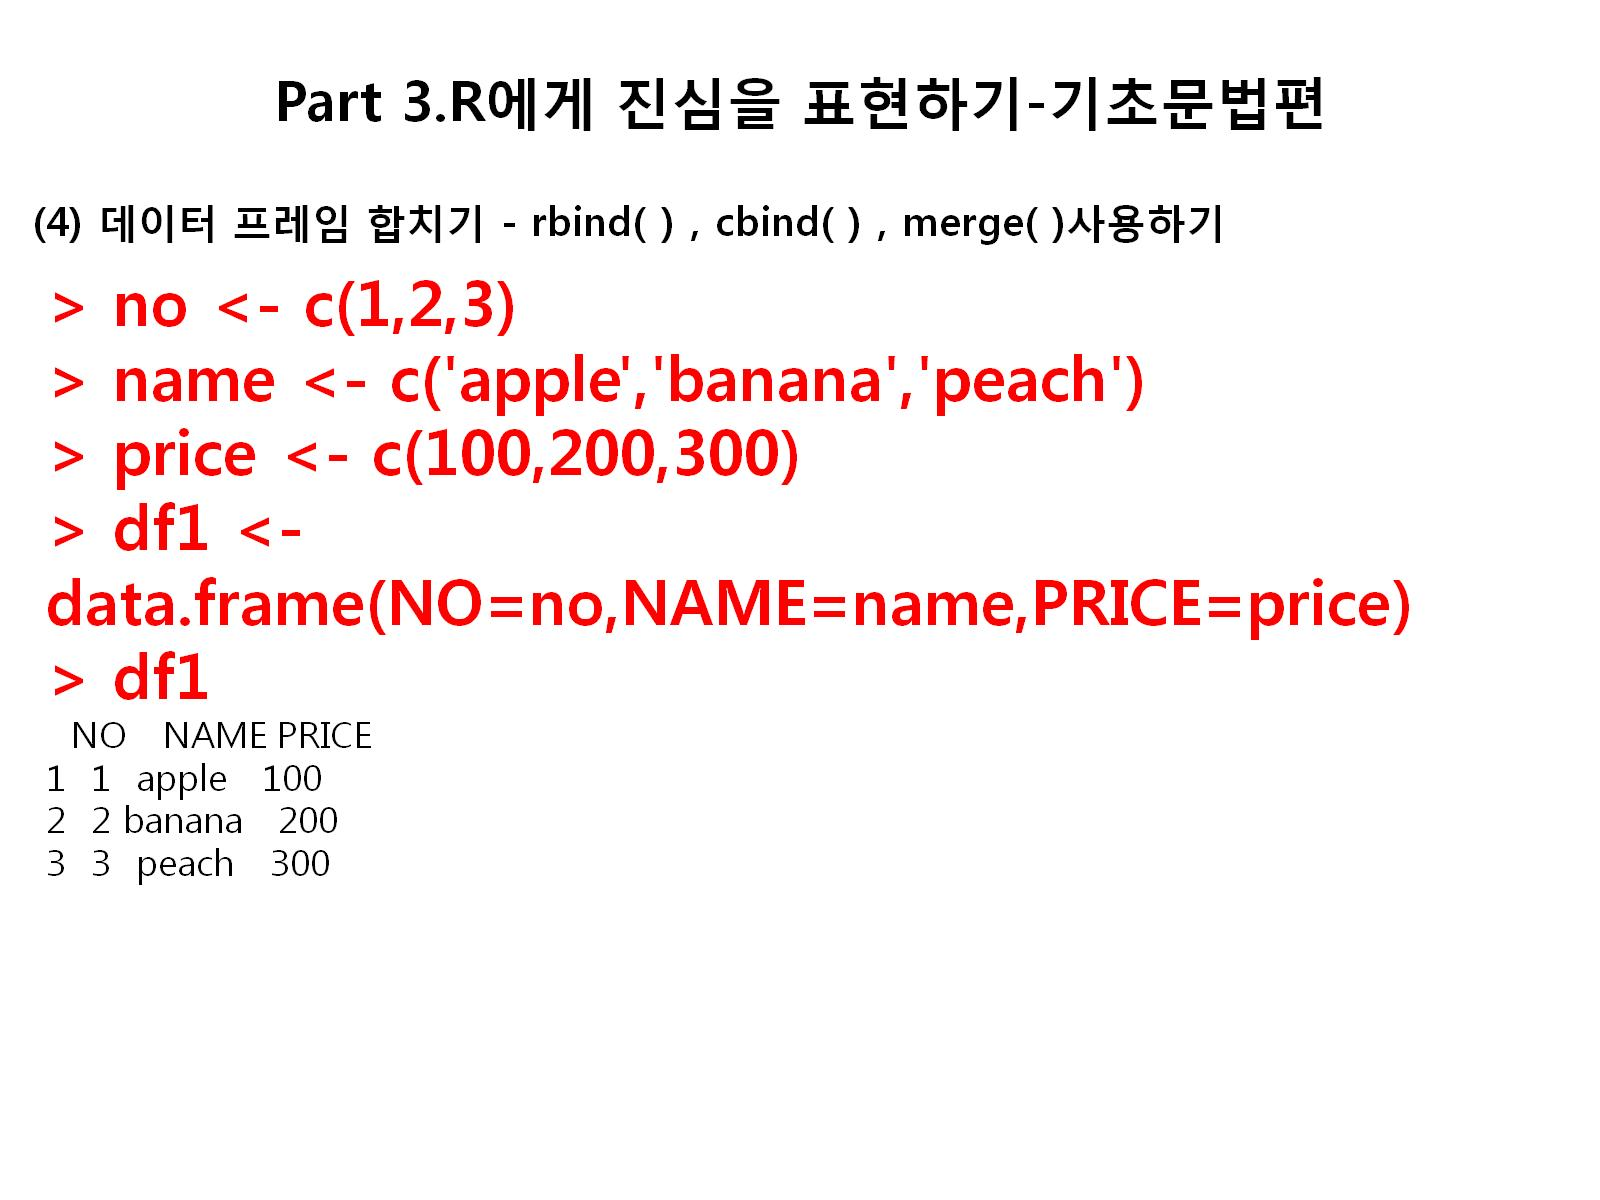 Part 3.R에게 진심을 표현하기-기초문법편
(4) 데이터 프레임 합치기 - rbind( ) , cbind( ) , merge( )사용하기
> no <- c(1,2,3)
> name <- c('apple','banana','peach')
> price <- c(100,200,300)
> df1 <-
data.frame(NO=no,NAME=name,PRICE=price)
> df1
NO NAME PRICE
1 1 apple 100
2 2 banana 200
3 3 peach 300